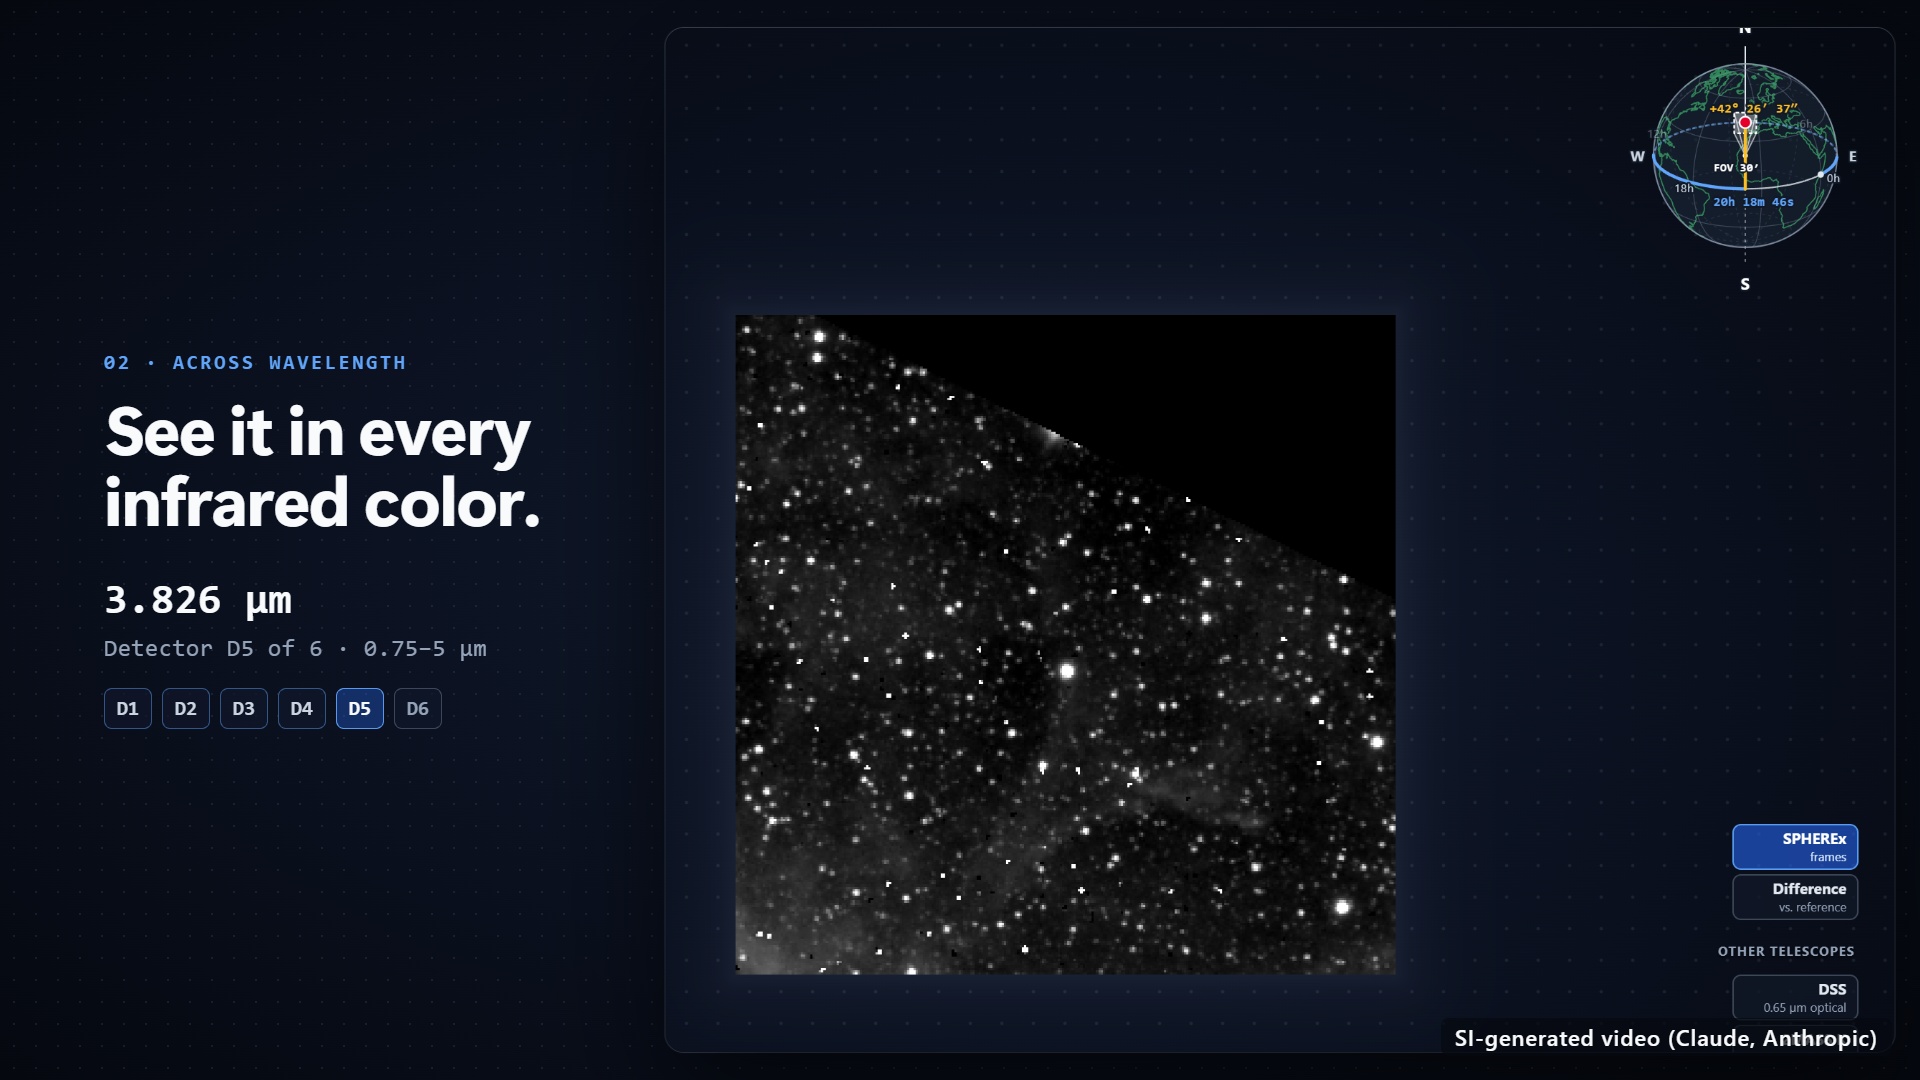 02 · ACROSS WAVELENGTH
See it in every
infrared color.
3.826 µm
Detector D5 of 6 · 0.75–5 µm
D1 D2 D3 D4 D5 D6
N
+42° 26′ 37″
12h
6h
W
E
FOV 30′
18h
0h
20h 18m 46s
S
SPHEREx
frames
Difference
vs. reference
OTHER TELESCOPES
DSS
0.65 µm optical
SI-generated video (Claude, Anthropic)